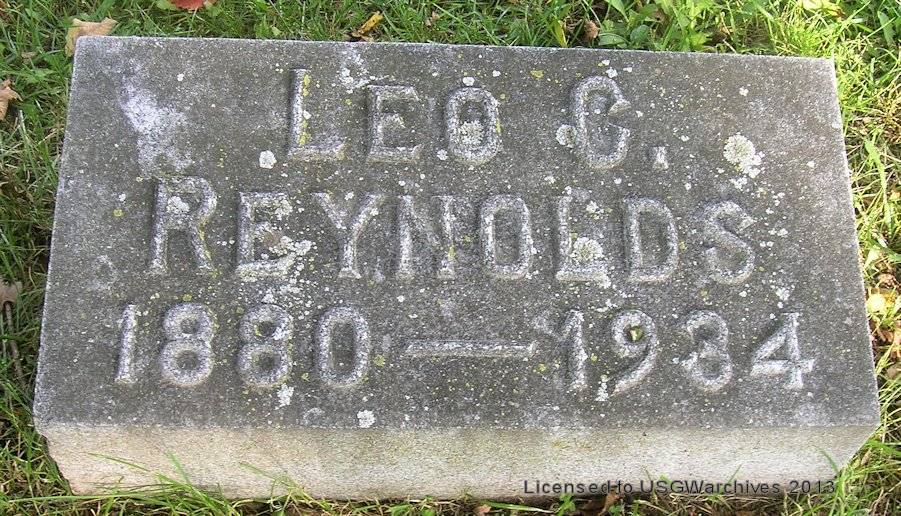 LEO C.
REYNOLDS
1880 — 1934
Licensed to USGWarchives 2013